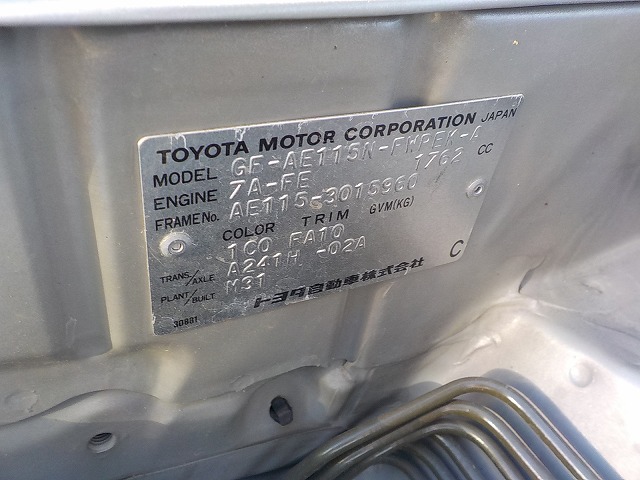 TOYOTA MOTOR CORPORATION JAPAN
MODEL GF-AE115N-FWPEK-A
ENGINE 7A-FE 1762 CC
FRAME No. AE115-3015960
COLOR TRIM GVM(KG)
1C0 FA10
TRANS/AXLE A241H -02A
PLANT/BUILT M31 C
トヨタ自動車株式会社
30881